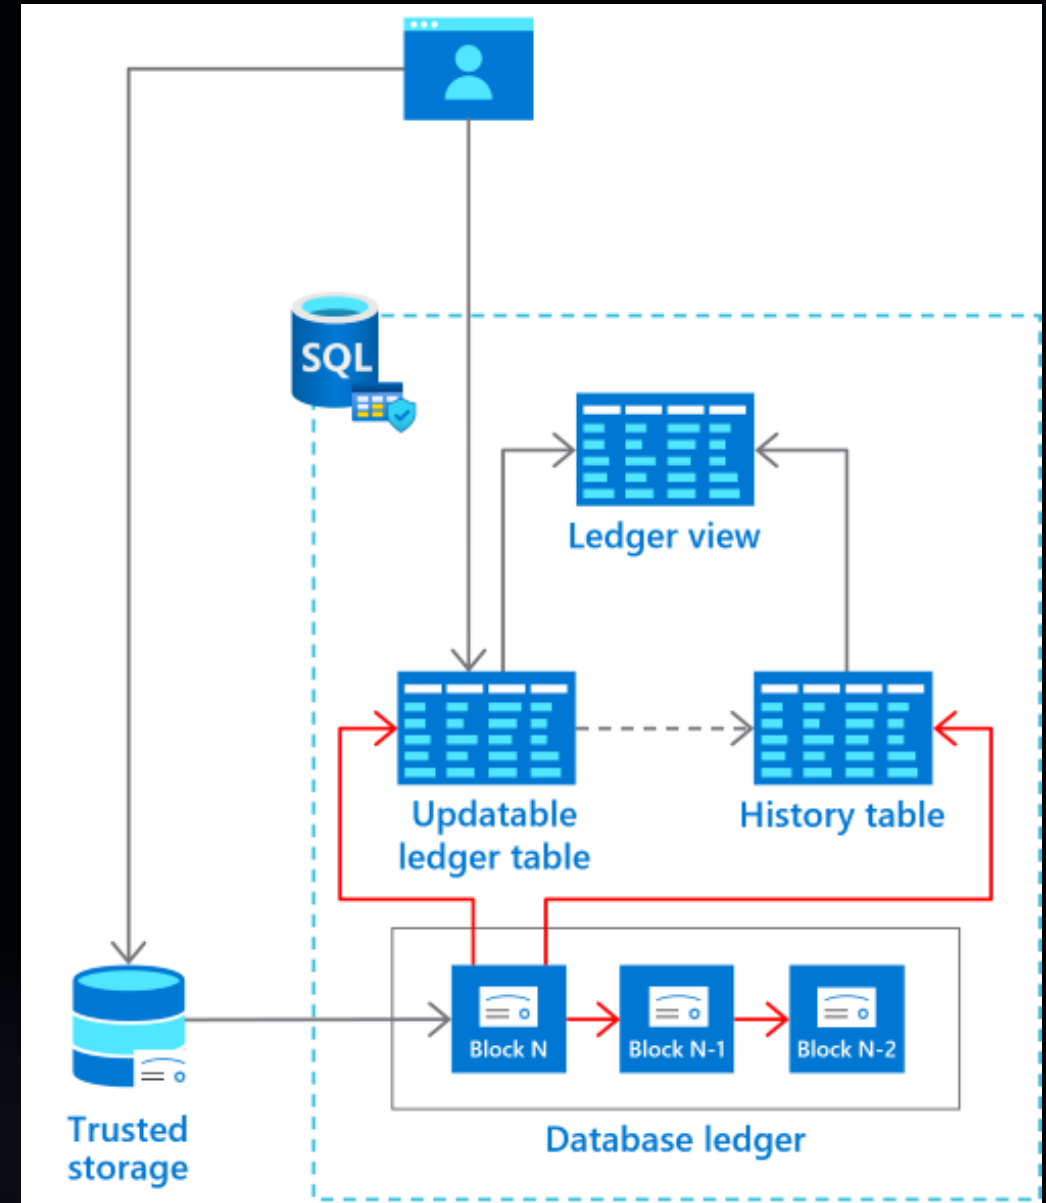 SQL
Ledger view
Updatable
ledger table
History table
Block N
Block N-1
Block N-2
Database ledger
Trusted
storage